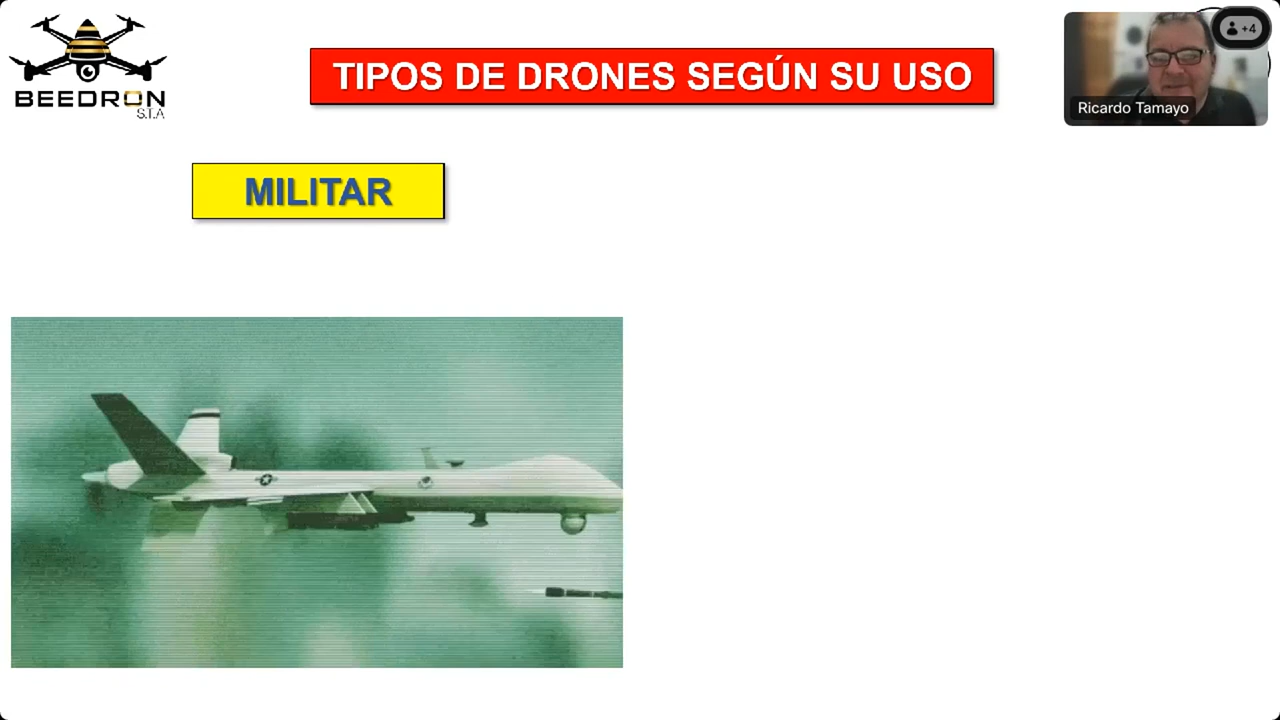 BEEDRON
S.T.A
TIPOS DE DRONES SEGÚN SU USO
+4
Ricardo Tamayo
MILITAR